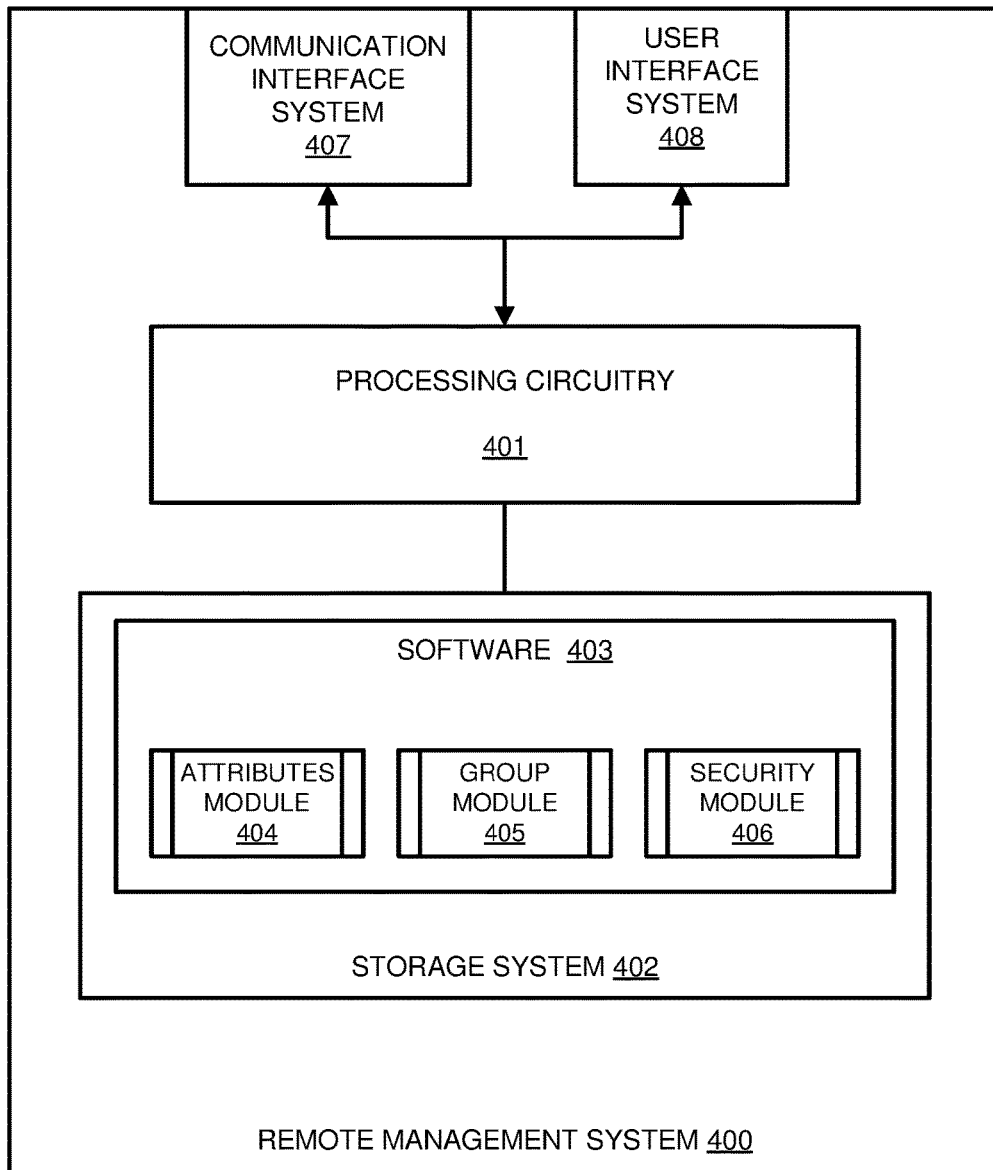 COMMUNICATION
INTERFACE
SYSTEM
407
USER
INTERFACE
SYSTEM
408
PROCESSING CIRCUITRY
401
SOFTWARE 403
ATTRIBUTES
MODULE
404
GROUP
MODULE
405
SECURITY
MODULE
406
STORAGE SYSTEM 402
REMOTE MANAGEMENT SYSTEM 400